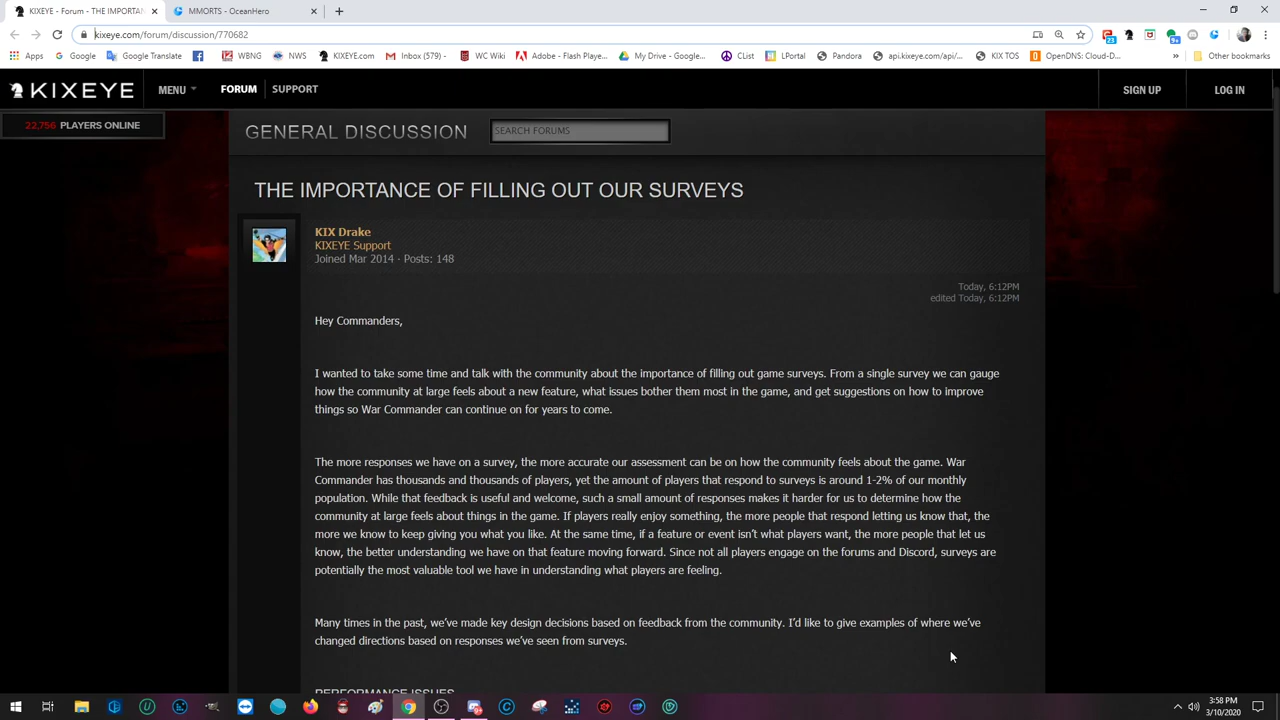 KIXEYE - Forum - THE IMPORTAN
MMORTS - OceanHero
kixeye.com/forum/discussion/770682
Apps
Google
Google Translate
WBNG
NWS
KIXEYE.com
Inbox (579) -
WC Wiki
Adobe - Flash Playe...
My Drive - Google...
CList
LPortal
Pandora
api.kixeye.com/api/...
KIX TOS
OpenDNS: Cloud-D...
»
Other bookmarks
23
9+
KIXEYE
MENU
FORUM
SUPPORT
SIGN UP
LOG IN
22,756 PLAYERS ONLINE
GENERAL DISCUSSION
SEARCH FORUMS
THE IMPORTANCE OF FILLING OUT OUR SURVEYS
KIX Drake
KIXEYE Support
Joined Mar 2014 - Posts: 148
Today, 6:12PM
edited Today, 6:12PM
Hey Commanders,
I wanted to take some time and talk with the community about the importance of filling out game surveys. From a single survey we can gauge
how the community at large feels about a new feature, what issues bother them most in the game, and get suggestions on how to improve
things so War Commander can continue on for years to come.
The more responses we have on a survey, the more accurate our assessment can be on how the community feels about the game. War
Commander has thousands and thousands of players, yet the amount of players that respond to surveys is around 1-2% of our monthly
population. While that feedback is useful and welcome, such a small amount of responses makes it harder for us to determine how the
community at large feels about things in the game. If players really enjoy something, the more people that respond letting us know that, the
more we know to keep giving you what you like. At the same time, if a feature or event isn’t what players want, the more people that let us
know, the better understanding we have on that feature moving forward. Since not all players engage on the forums and Discord, surveys are
potentially the most valuable tool we have in understanding what players are feeling.
Many times in the past, we’ve made key design decisions based on feedback from the community. I’d like to give examples of where we’ve
changed directions based on responses we’ve seen from surveys.
PERFORMANCE ISSUES
3:58 PM
3/10/2020